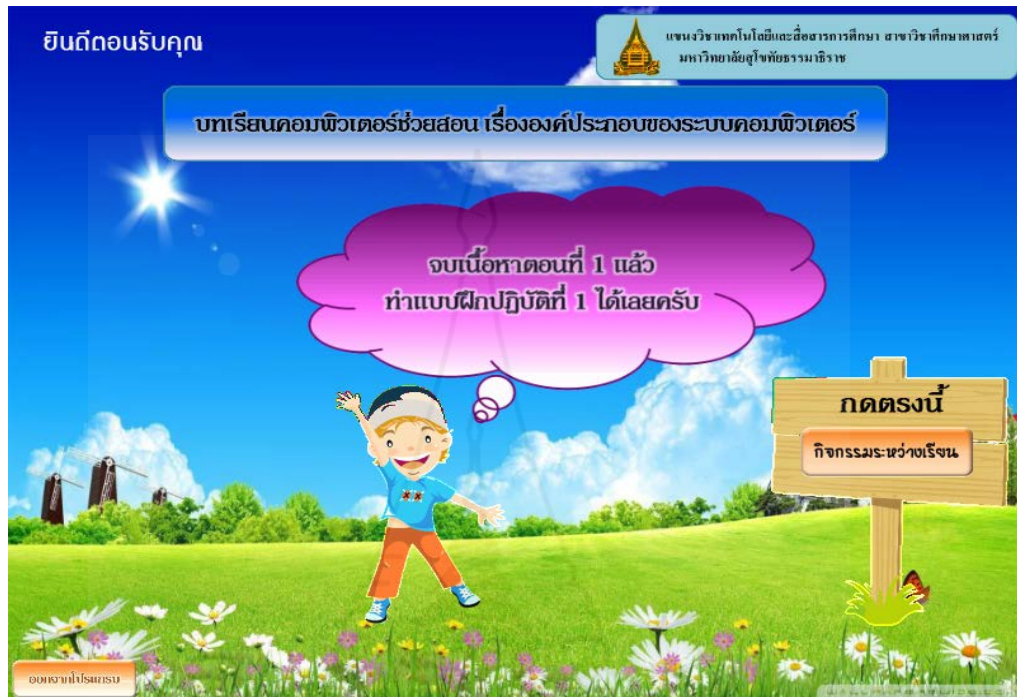 ยินดีตอนรับคุณ
แขนงวิชาเทคโนโลยีและสื่อสารการศึกษา สาขาวิชาศึกษาศาสตร์
มหาวิทยาลัยสุโขทัยธรรมาธิราช
บทเรียนคอมพิวเตอร์ช่วยสอน เรื่ององค์ประกอบของระบบคอมพิวเตอร์
จบเนื้อหาตอนที่ 1 แล้ว
ทำแบบฝึกปฏิบัติที่ 1 ได้เลยครับ
กดตรงนี้
กิจกรรมระหว่างเรียน
ออกจากโปรแกรม